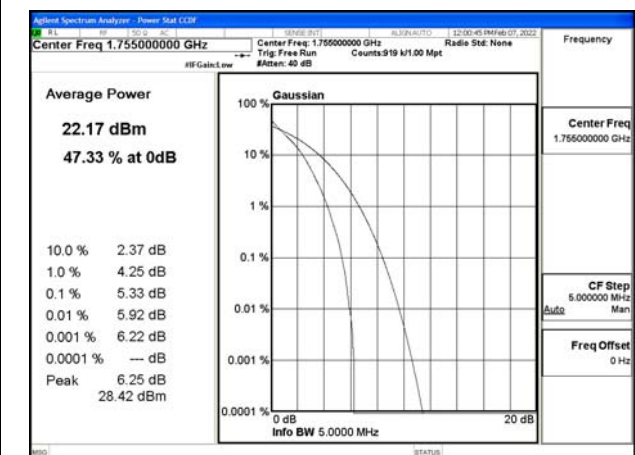 Agilent Spectrum Analyzer - Power Stat CCDF
RL RF 50 Ω AC SENSE:INT ALIGNAUTO 12:00:45 PM Feb 07, 2022
Center Freq 1.755000000 GHz
Center Freq: 1.755000000 GHz Radio Std: None
Trig: Free Run Counts:919 k/1.00 Mpt
#IFGain:Low #Atten: 40 dB
Frequency
Average Power
22.17 dBm
47.33 % at 0dB
10.0 % 2.37 dB
1.0 % 4.25 dB
0.1 % 5.33 dB
0.01 % 5.92 dB
0.001 % 6.22 dB
0.0001 % --- dB
Peak 6.25 dB
28.42 dBm
Gaussian
100 %
10 %
1 %
0.1 %
0.01 %
0.001 %
0.0001 %
0 dB 20 dB
Info BW 5.0000 MHz
Center Freq
1.755000000 GHz
CF Step
5.000000 MHz
Auto Man
Freq Offset
0 Hz
MSG STATUS